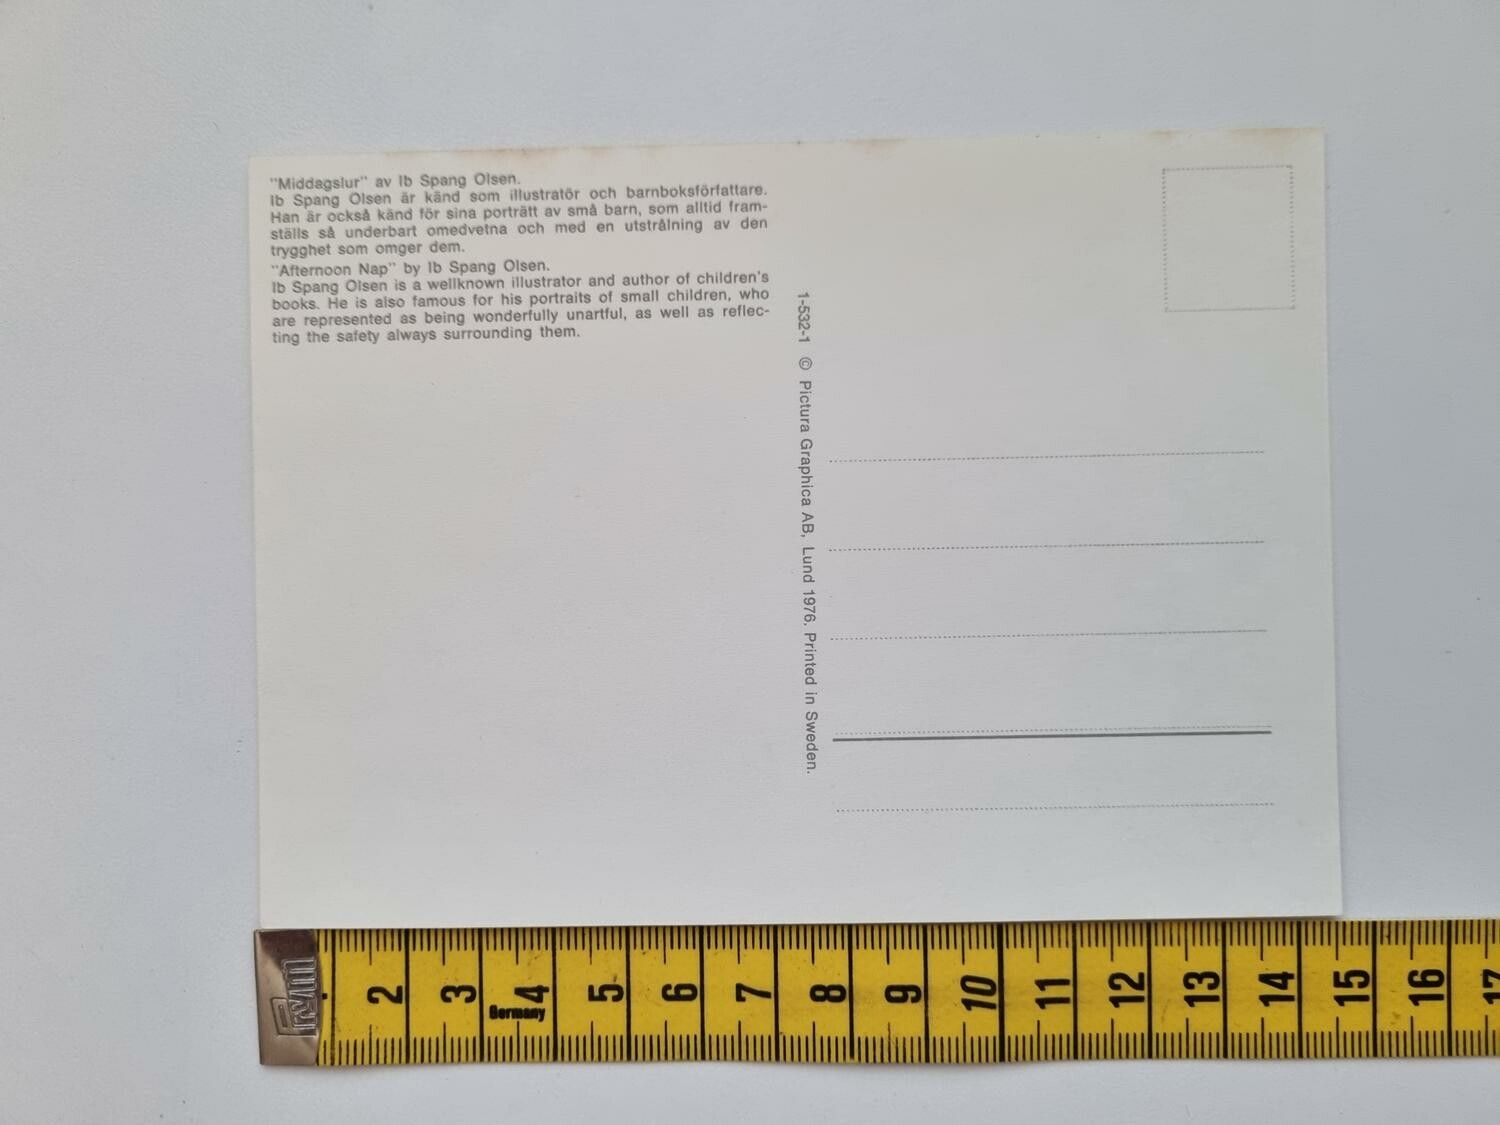 "Middagslur" av Ib Spang Olsen.
Ib Spang Olsen är känd som illustratör och barnboksförfattare.
Han är också känd för sina porträtt av små barn, som alltid fram-
ställs så underbart omedvetna och med en utstrålning av den
trygghet som omger dem.
"Afternoon Nap" by Ib Spang Olsen.
Ib Spang Olsen is a wellknown illustrator and author of children's
books. He is also famous for his portraits of small children, who
are represented as being wonderfully unartful, as well as reflec-
ting the safety always surrounding them.
1-532-1 © Pictura Graphica AB, Lund 1976. Printed in Sweden.
Prym
2 3 4 5 6 7 8 9 10 11 12 13 14 15 16 17
Germany